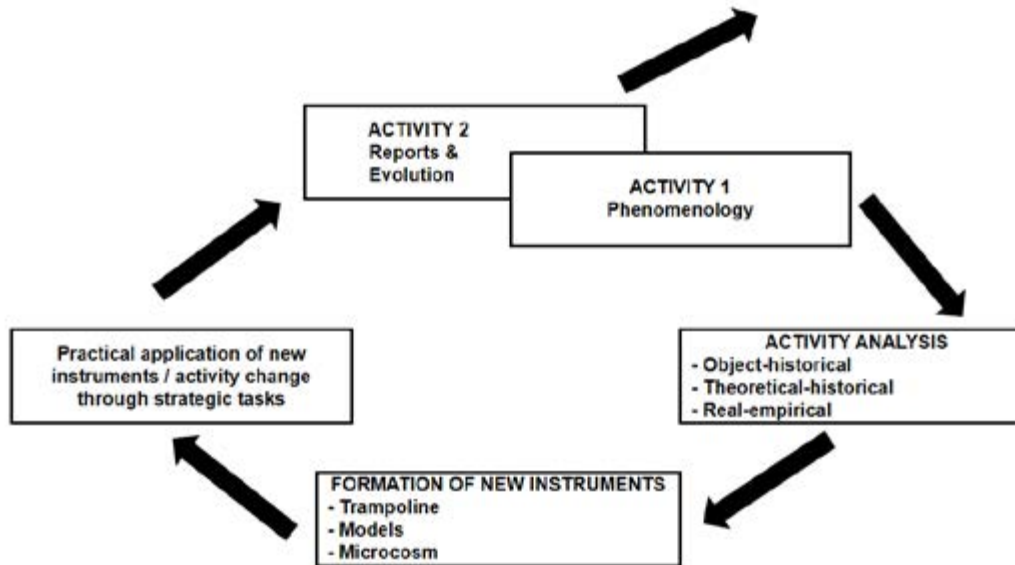 ACTIVITY 2
Reports &
Evolution
ACTIVITY 1
Phenomenology
ACTIVITY ANALYSIS
- Object-historical
- Theoretical-historical
- Real-empirical
FORMATION OF NEW INSTRUMENTS
- Trampoline
- Models
- Microcosm
Practical application of new
instruments / activity change
through strategic tasks